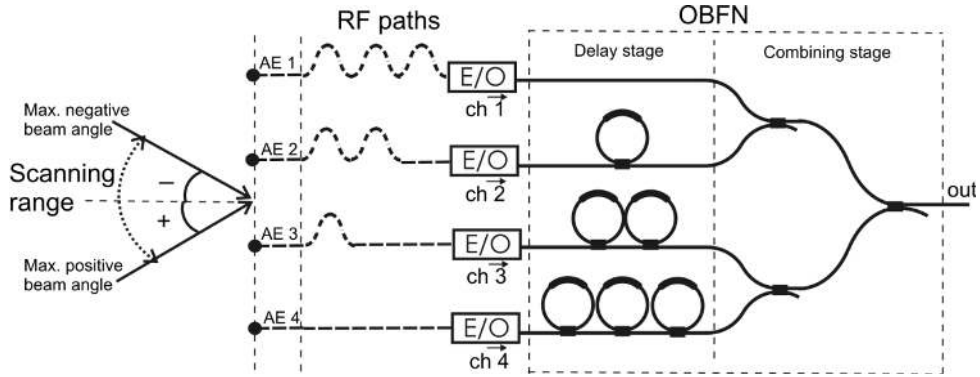 RF paths
OBFN
AE 1
E/O
ch 1
Delay stage
Combining stage
Max. negative
beam angle
Scanning
range
−
+
Max. positive
beam angle
AE 2
E/O
ch 2
AE 3
E/O
ch 3
AE 4
E/O
ch 4
out